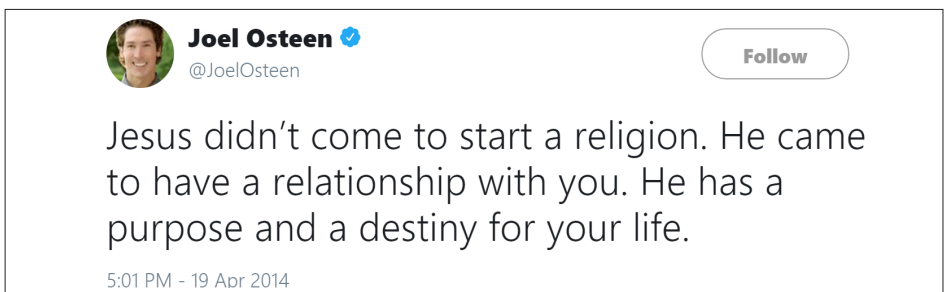 Joel Osteen
@JoelOsteen
Follow
Jesus didn’t come to start a religion. He came
to have a relationship with you. He has a
purpose and a destiny for your life.
5:01 PM - 19 Apr 2014